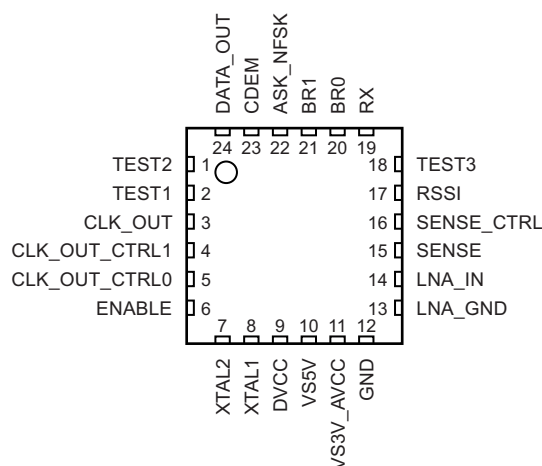 DATA_OUT
CDEM
ASK_NFSK
BR1
BR0
RX
24 23 22 21 20 19
TEST2 1 18 TEST3
TEST1 2 17 RSSI
CLK_OUT 3 16 SENSE_CTRL
CLK_OUT_CTRL1 4 15 SENSE
CLK_OUT_CTRL0 5 14 LNA_IN
ENABLE 6 13 LNA_GND
7 8 9 10 11 12
XTAL2
XTAL1
DVCC
VS5V
VS3V_AVCC
GND